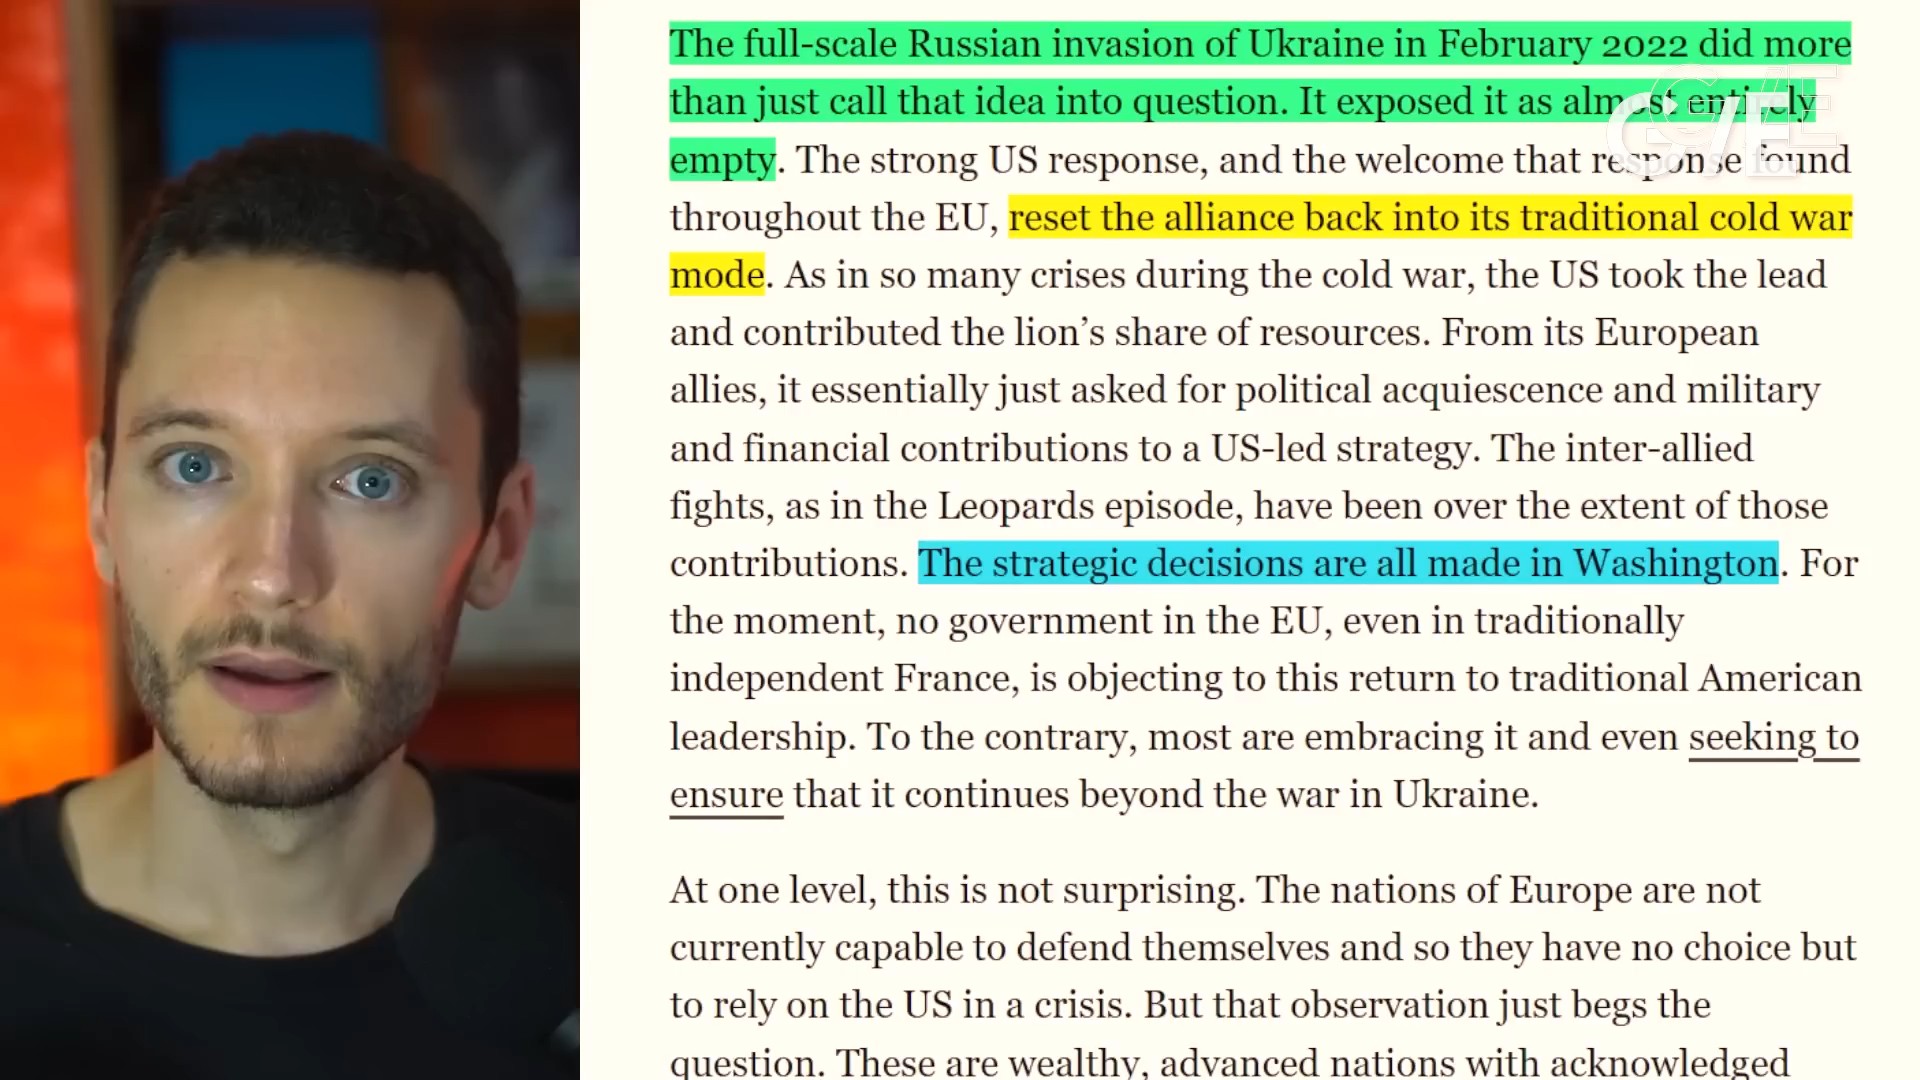 The full-scale Russian invasion of Ukraine in February 2022 did more
than just call that idea into question. It exposed it as almost entirely
empty. The strong US response, and the welcome that response found
throughout the EU, reset the alliance back into its traditional cold war
mode. As in so many crises during the cold war, the US took the lead
and contributed the lion’s share of resources. From its European
allies, it essentially just asked for political acquiescence and military
and financial contributions to a US-led strategy. The inter-allied
fights, as in the Leopards episode, have been over the extent of those
contributions. The strategic decisions are all made in Washington. For
the moment, no government in the EU, even in traditionally
independent France, is objecting to this return to traditional American
leadership. To the contrary, most are embracing it and even seeking to
ensure that it continues beyond the war in Ukraine.
At one level, this is not surprising. The nations of Europe are not
currently capable to defend themselves and so they have no choice but
to rely on the US in a crisis. But that observation just begs the
question. These are wealthy, advanced nations with acknowledged